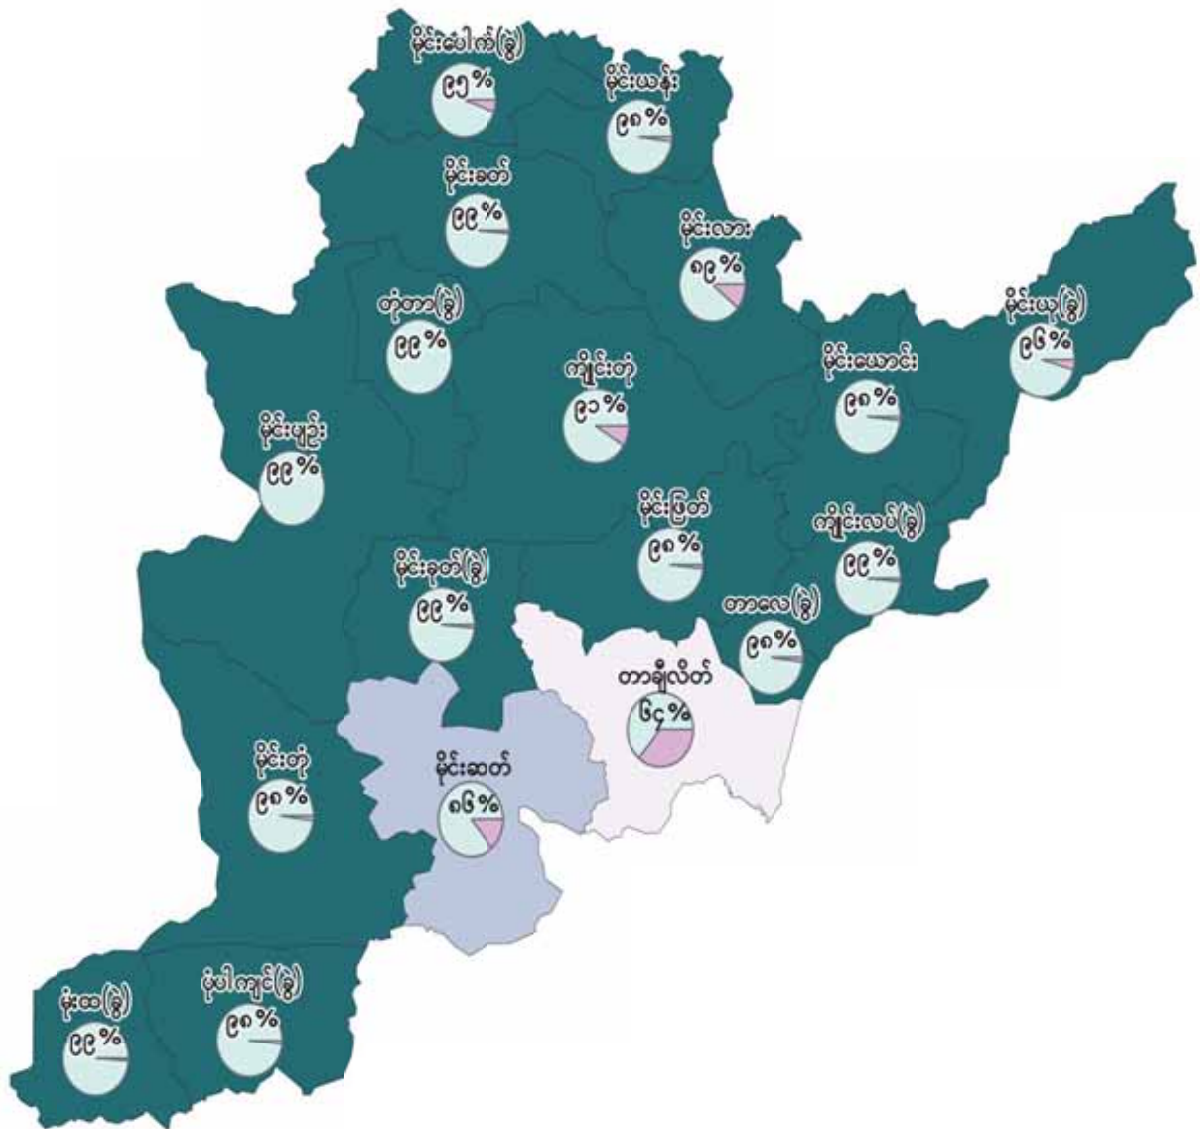 မိုင်းပေါက်(ခွဲ)
၉၅%
မိုင်းယန်း
၉၈%
မိုင်းခတ်
၉၉%
မိုင်းလား
၈၉%
တုံတာ(ခွဲ)
၉၉%
မိုင်းယု(ခွဲ)
၉၆%
ကျိုင်းတုံ
၉၁%
မိုင်းယောင်း
၉၈%
မိုင်းပျဉ်း
၉၉%
မိုင်းဖြတ်
၉၈%
ကျိုင်းလပ်(ခွဲ)
၉၉%
မိုင်းခုတ်(ခွဲ)
၉၉%
တာလေ(ခွဲ)
၉၈%
တာချီလိတ်
၆၄%
မိုင်းတုံ
၉၈%
မိုင်းဆတ်
၈၆%
မုံးထ(ခွဲ)
၉၉%
ပုံပါကျင်(ခွဲ)
၉၈%